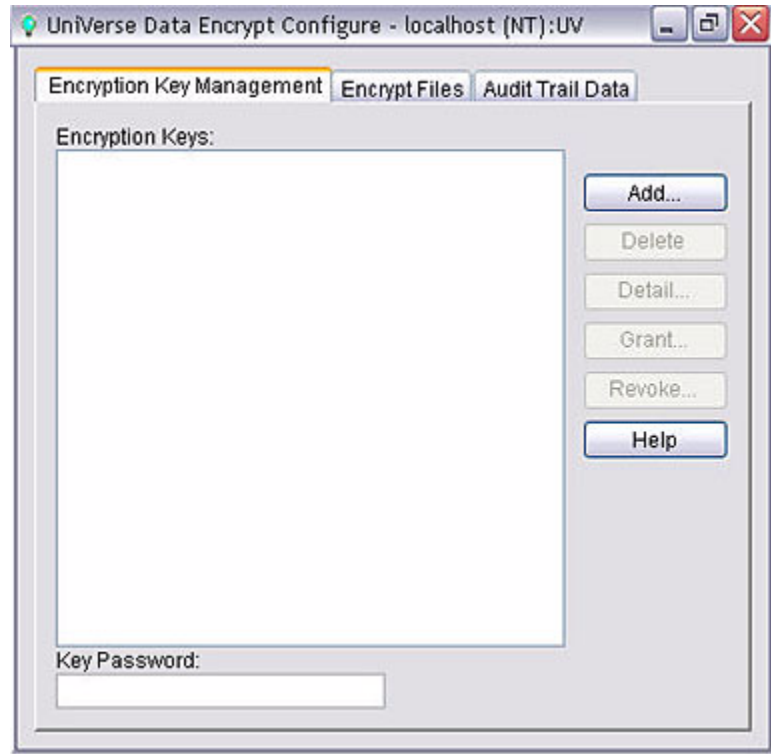 UniVerse Data Encrypt Configure - localhost (NT):UV
Encryption Key Management Encrypt Files Audit Trail Data
Encryption Keys:
Add...
Delete
Detail...
Grant...
Revoke...
Help
Key Password: